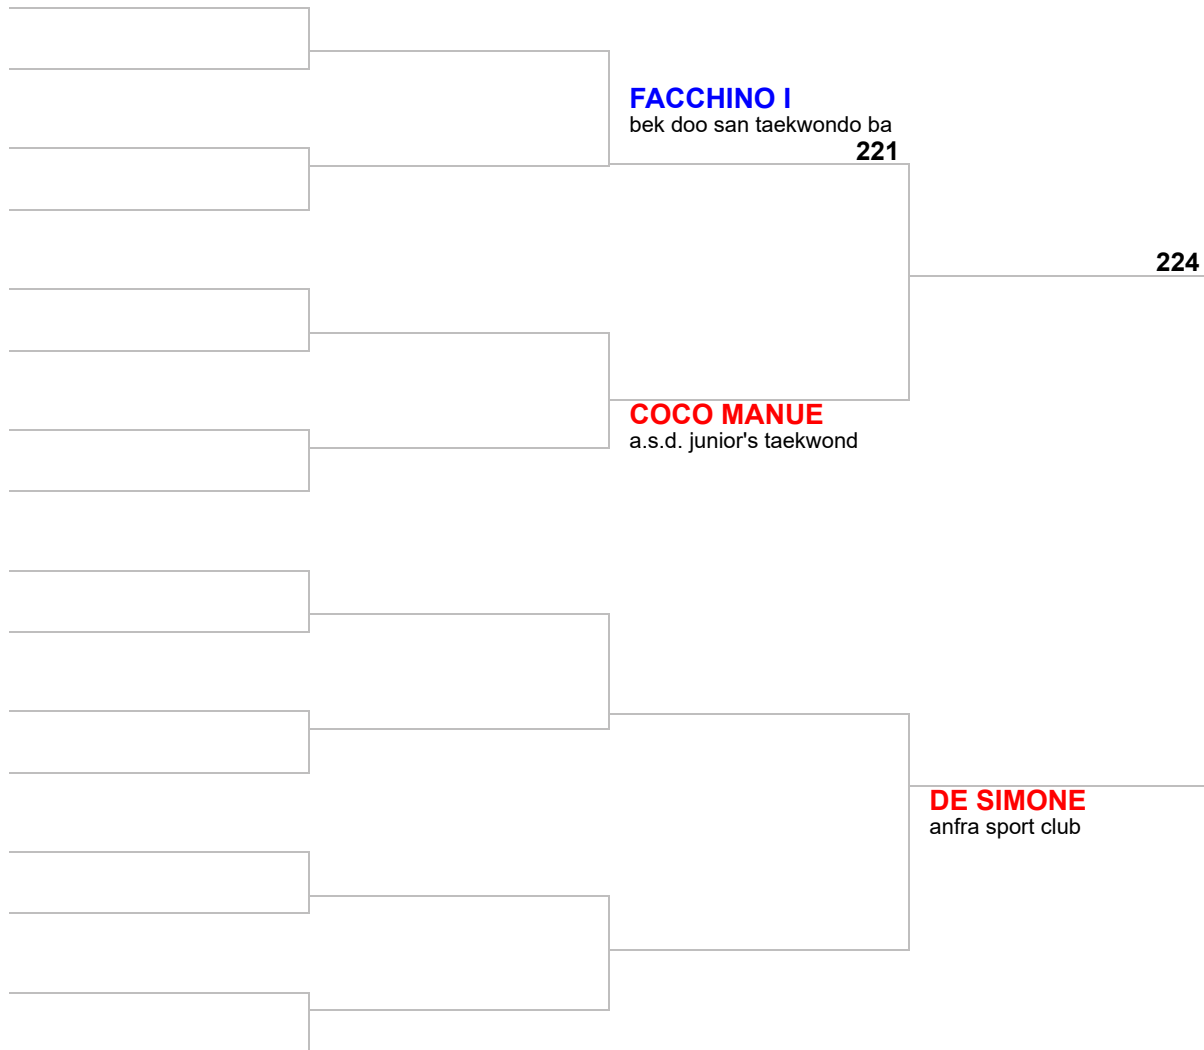 FACCHINO I
bek doo san taekwondo ba
221
224
COCO MANUE
a.s.d. junior's taekwond
DE SIMONE
anfra sport club